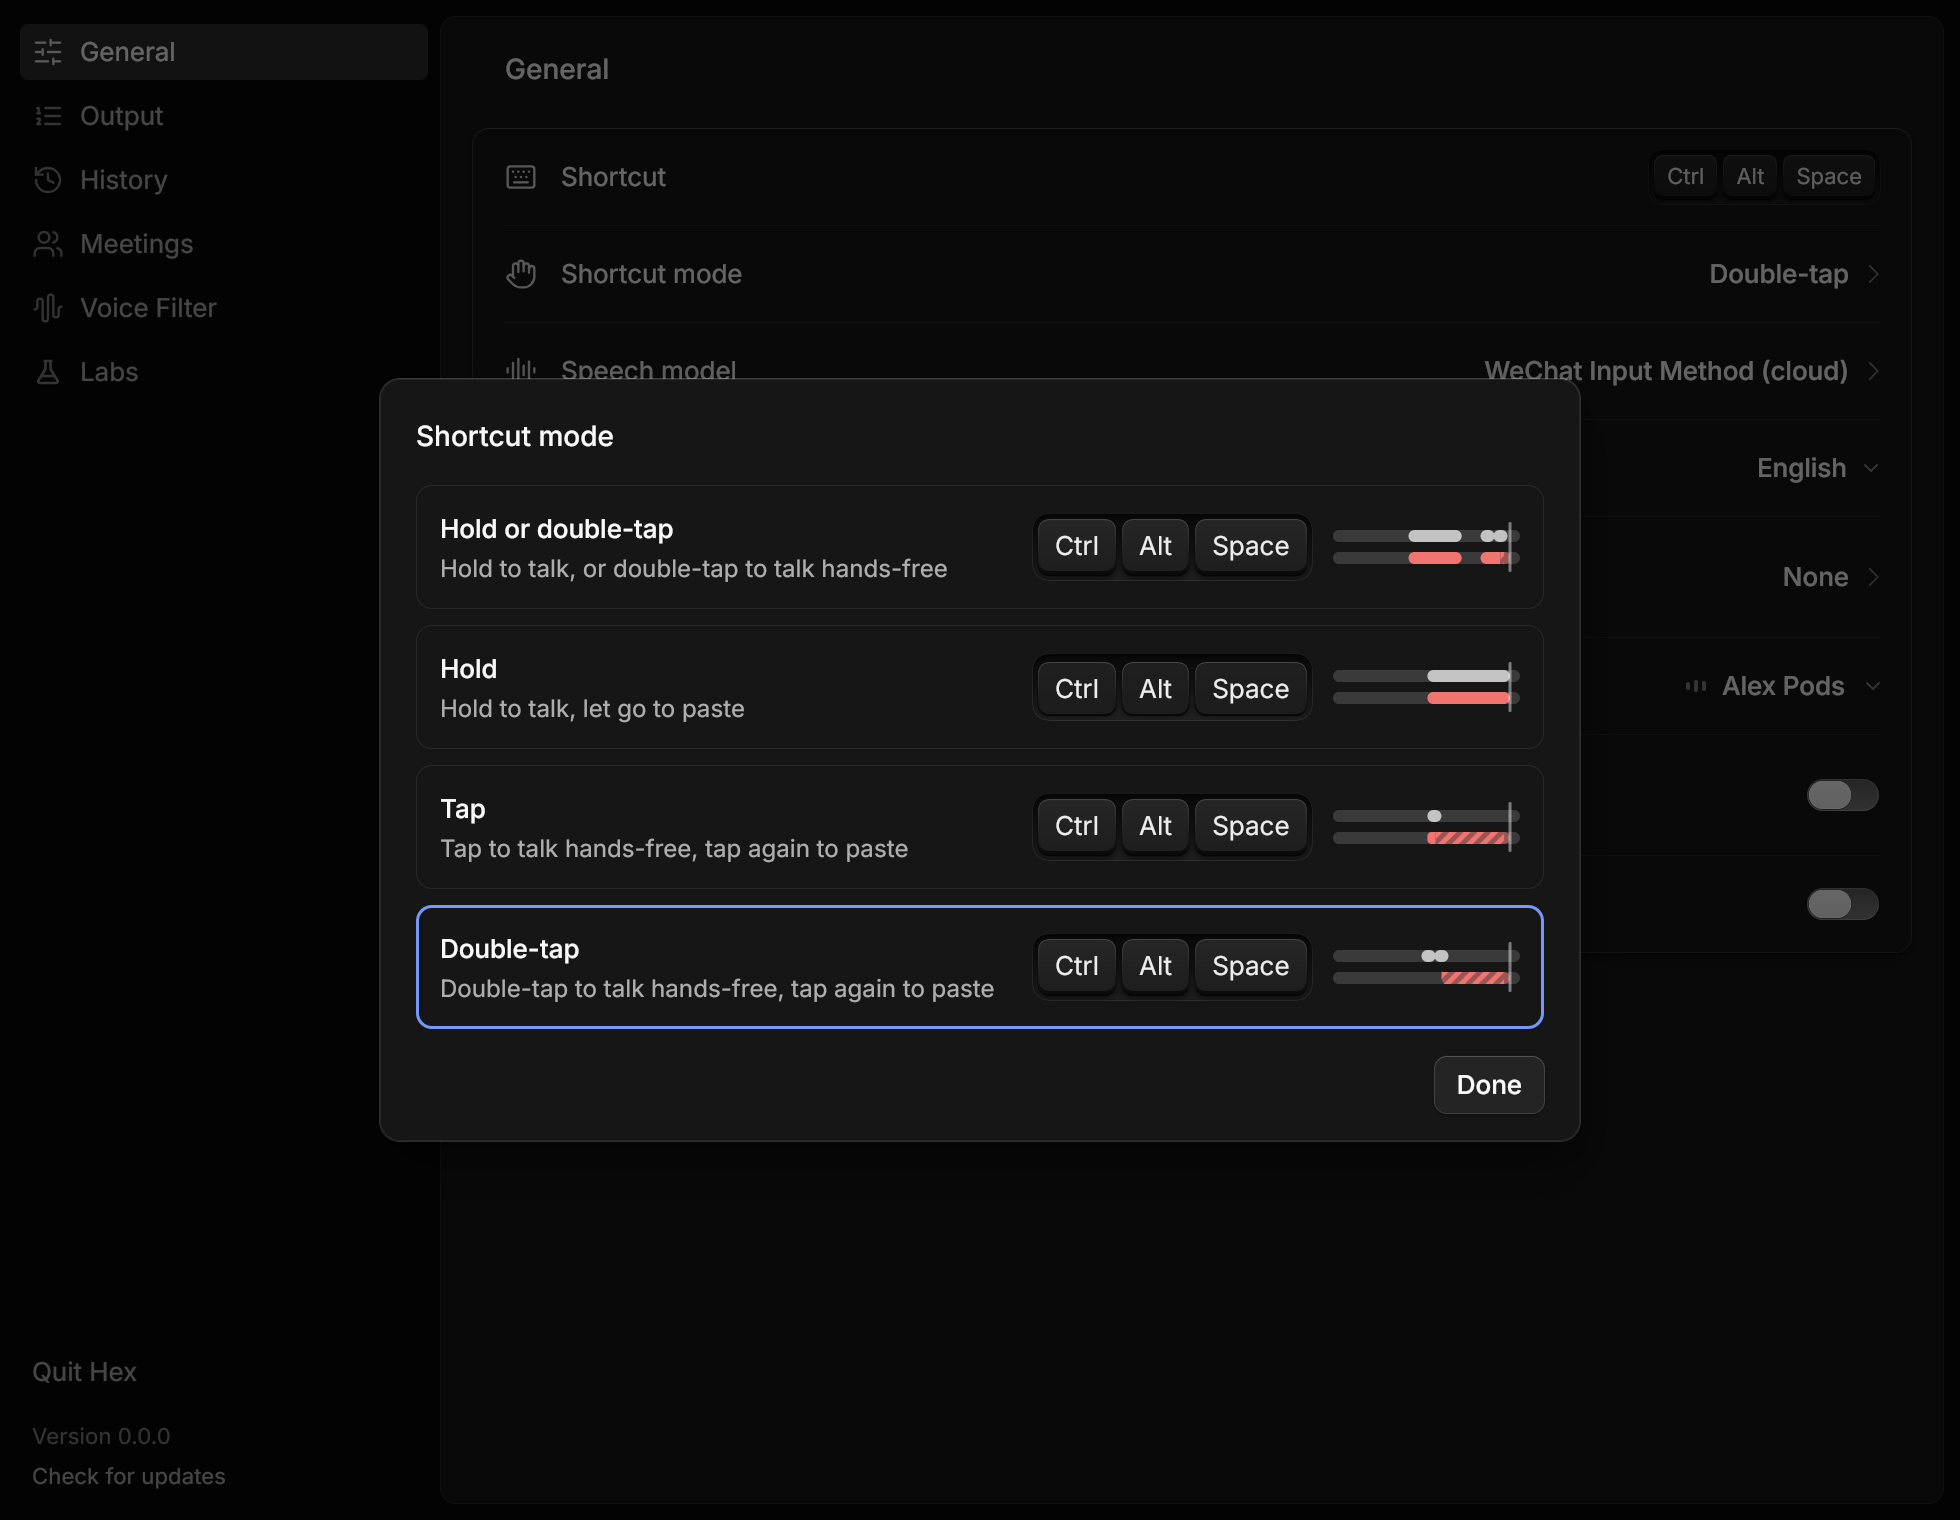 General
Output
History
Meetings
Voice Filter
Labs
Quit Hex
Version 0.0.0
Check for updates
General
Shortcut
Ctrl Alt Space
Shortcut mode
Double-tap
Speech model
WeChat Input Method (cloud)
English
None
Alex Pods
Shortcut mode
Hold or double-tap
Hold to talk, or double-tap to talk hands-free
Ctrl Alt Space
Hold
Hold to talk, let go to paste
Ctrl Alt Space
Tap
Tap to talk hands-free, tap again to paste
Ctrl Alt Space
Double-tap
Double-tap to talk hands-free, tap again to paste
Ctrl Alt Space
Done